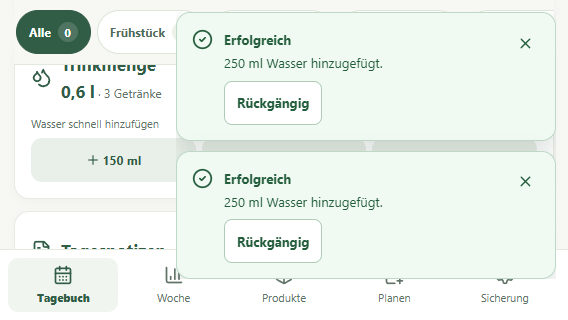 Alle 0
Frühstück
Trinkmenge
0,6 l · 3 Getränke
Wasser schnell hinzufügen
+ 150 ml
Erfolgreich
250 ml Wasser hinzugefügt.
Rückgängig
Erfolgreich
250 ml Wasser hinzugefügt.
Rückgängig
Tagesnotizen
Tagebuch
Woche
Produkte
Planen
Sicherung